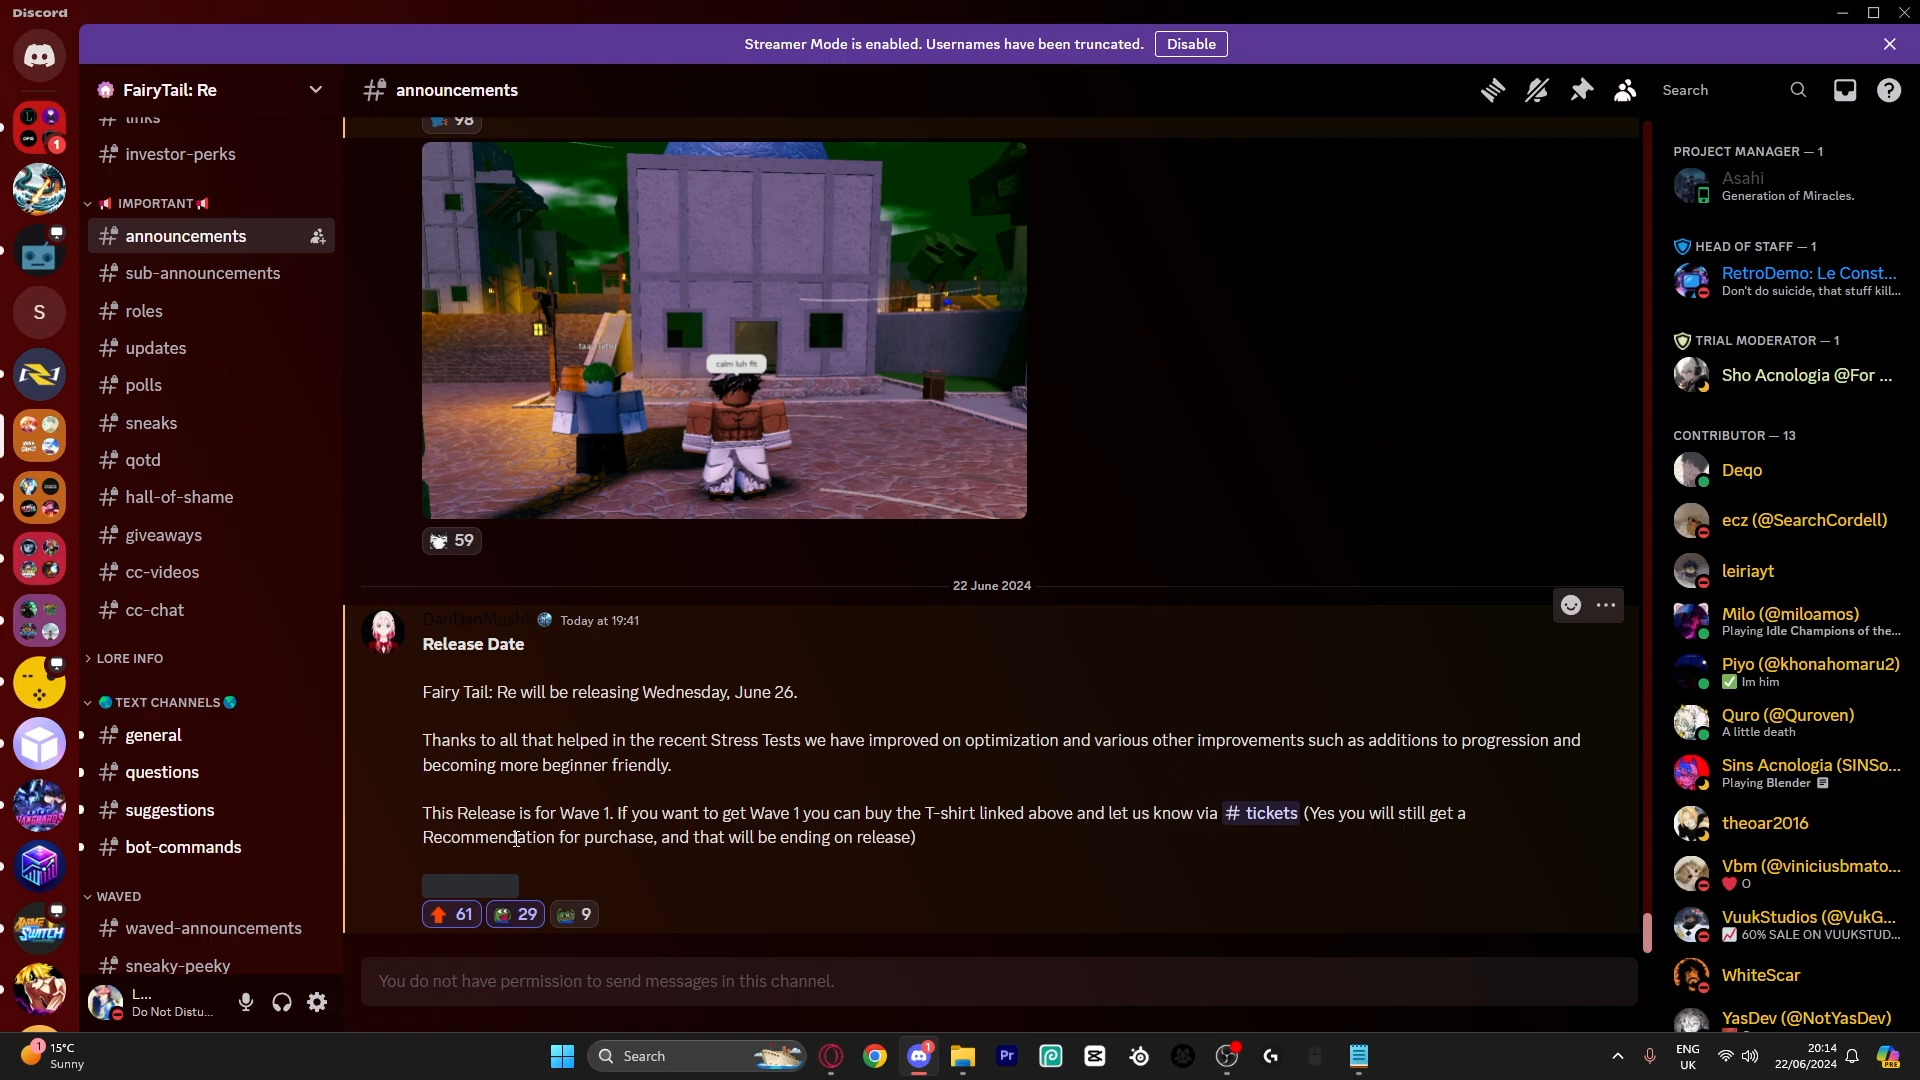 Discord
Streamer Mode is enabled. Usernames have been truncated. Disable
FairyTail: Re
links
investor-perks
IMPORTANT
announcements
sub-announcements
roles
updates
polls
sneaks
qotd
hall-of-shame
giveaways
cc-videos
cc-chat
LORE INFO
TEXT CHANNELS
general
questions
suggestions
bot-commands
WAVED
waved-announcements
sneaky-peeky
L...
Do Not Distu...
1
S
announcements
Search
98
calm luh fit
59
22 June 2024
DanDanMushi Today at 19:41
Release Date
Fairy Tail: Re will be releasing Wednesday, June 26.
Thanks to all that helped in the recent Stress Tests we have improved on optimization and various other improvements such as additions to progression and
becoming more beginner friendly.
This Release is for Wave 1. If you want to get Wave 1 you can buy the T-shirt linked above and let us know via # tickets (Yes you will still get a
Recommendation for purchase, and that will be ending on release)
61 29 9
You do not have permission to send messages in this channel.
PROJECT MANAGER — 1
Asahi
Generation of Miracles.
HEAD OF STAFF — 1
RetroDemo: Le Const...
Don't do suicide, that stuff kill...
TRIAL MODERATOR — 1
Sho Acnologia @For ...
CONTRIBUTOR — 13
Deqo
ecz (@SearchCordell)
leiriayt
Milo (@miloamos)
Playing Idle Champions of the...
Piyo (@khonahomaru2)
Im him
Quro (@Quroven)
A little death
Sins Acnologia (SINSo...
Playing Blender
theoar2016
Vbm (@viniciusbmato...
O
VuukStudios (@VukG...
60% SALE ON VUUKSTUD...
WhiteScar
YasDev (@NotYasDev)
1
15°C
Sunny
Search
1
Pr
ENG
UK
20:14
22/06/2024
PRE